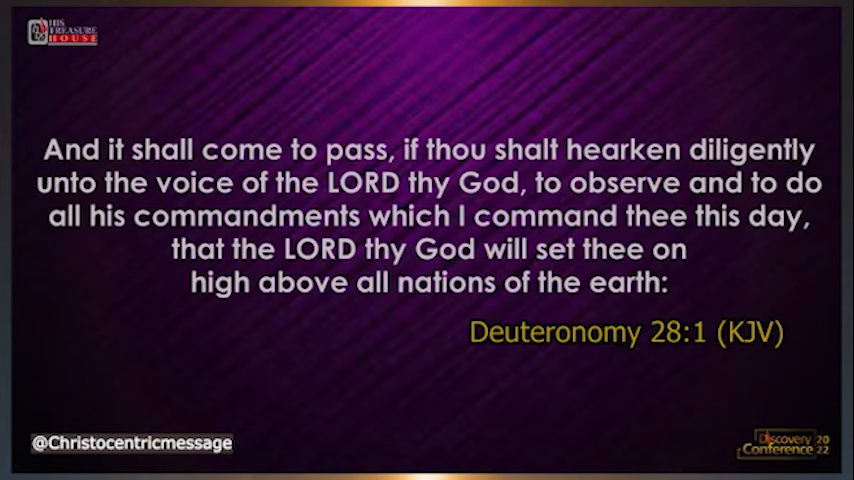 HIS
TREASURE
HOUSE
And it shall come to pass, if thou shalt hearken diligently
unto the voice of the LORD thy God, to observe and to do
all his commandments which I command thee this day,
that the LORD thy God will set thee on
high above all nations of the earth:
Deuteronomy 28:1 (KJV)
@Christocentricmessage
Discovery 20
Conference 22